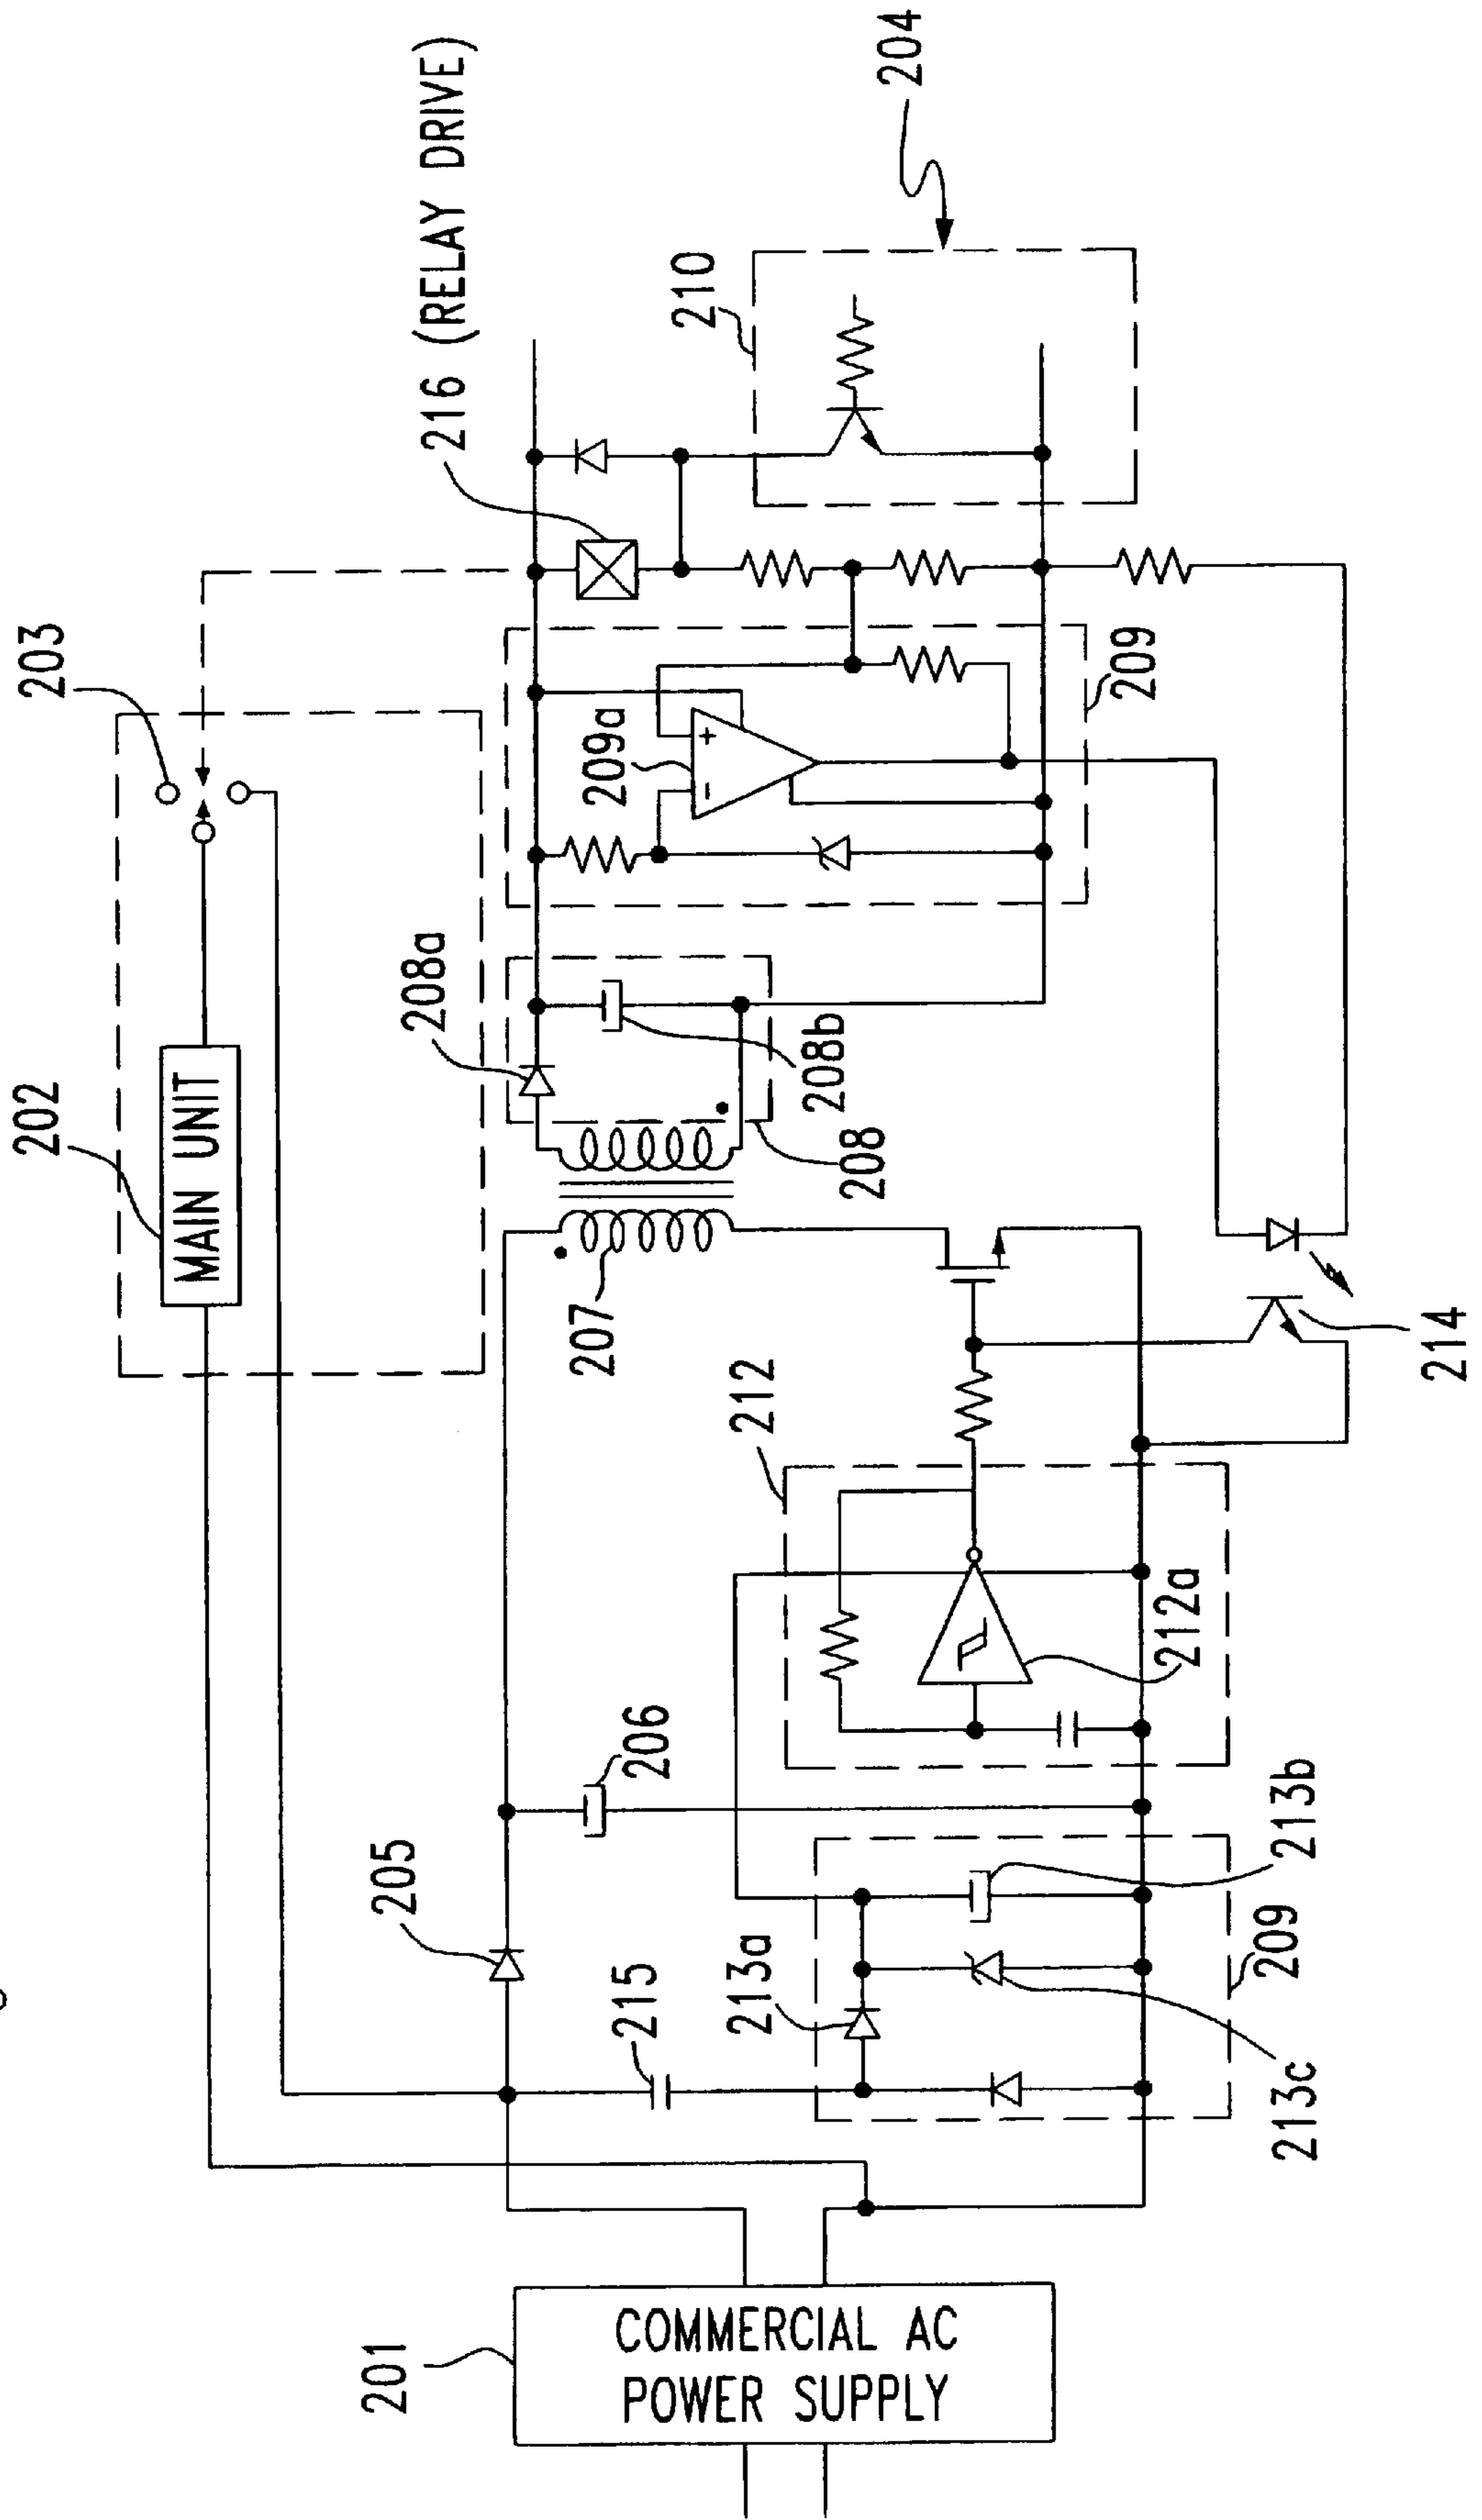 202
203
216 (RELAY DRIVE)
MAIN UNIT
208a
209a
210
204
208b
208
209
207
212
214
205
206
212a
215
213a
213b
209
213c
201
COMMERCIAL AC
POWER SUPPLY
+
−